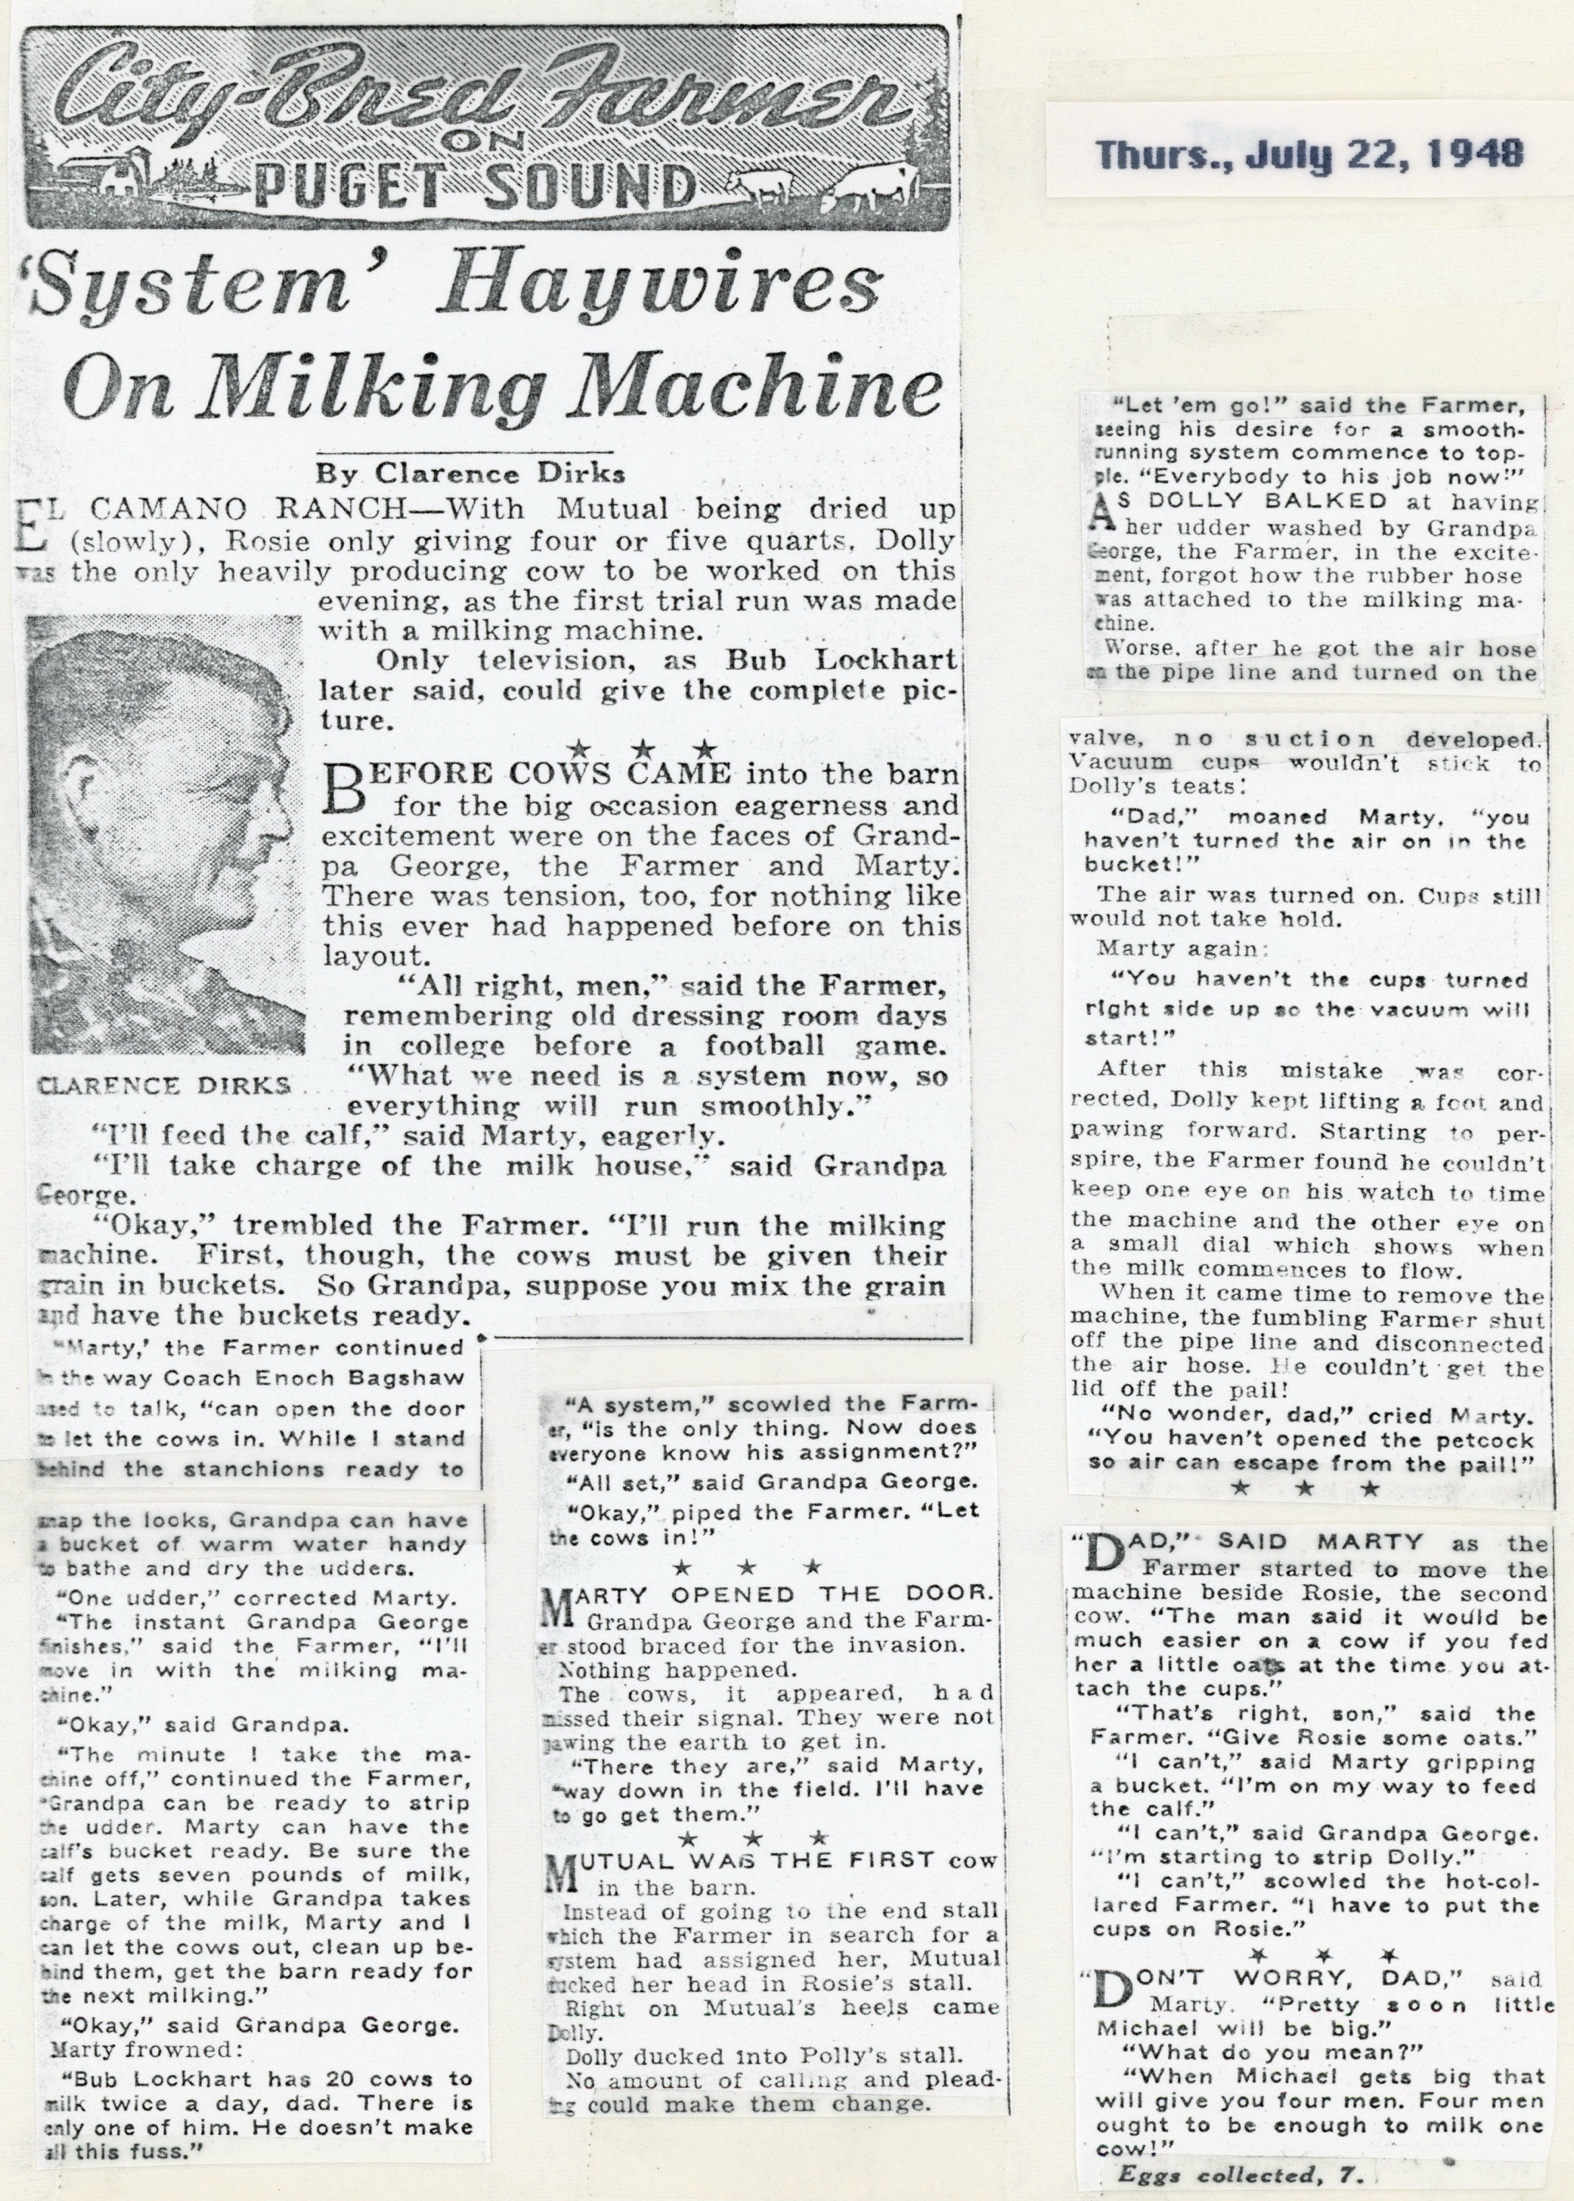 City-Bred Farmer
ON
PUGET SOUND
Thurs., July 22, 1948
‘System’ Haywires
On Milking Machine
By Clarence Dirks
EL CAMANO RANCH—With Mutual being dried up
(slowly), Rosie only giving four or five quarts, Dolly
was the only heavily producing cow to be worked on this
evening, as the first trial run was made
with a milking machine.
Only television, as Bub Lockhart
later said, could give the complete pic-
ture.
★ ★ ★
BEFORE COWS CAME into the barn
for the big occasion eagerness and
excitement were on the faces of Grand-
pa George, the Farmer and Marty.
There was tension, too, for nothing like
this ever had happened before on this
layout.
“All right, men,” said the Farmer,
remembering old dressing room days
in college before a football game.
“What we need is a system now, so
everything will run smoothly.”
CLARENCE DIRKS
“I’ll feed the calf,” said Marty, eagerly.
“I’ll take charge of the milk house,” said Grandpa
George.
“Okay,” trembled the Farmer. “I’ll run the milking
machine. First, though, the cows must be given their
grain in buckets. So Grandpa, suppose you mix the grain
and have the buckets ready.
“Marty,’ the Farmer continued
in the way Coach Enoch Bagshaw
used to talk, “can open the door
to let the cows in. While I stand
behind the stanchions ready to
snap the locks, Grandpa can have
a bucket of warm water handy
to bathe and dry the udders.
“One udder,” corrected Marty.
“The instant Grandpa George
finishes,” said the Farmer, “I’ll
move in with the milking ma-
chine.”
“Okay,” said Grandpa.
“The minute I take the ma-
chine off,” continued the Farmer,
“Grandpa can be ready to strip
the udder. Marty can have the
calf’s bucket ready. Be sure the
calf gets seven pounds of milk,
son. Later, while Grandpa takes
charge of the milk, Marty and I
can let the cows out, clean up be-
hind them, get the barn ready for
the next milking.”
“Okay,” said Grandpa George.
Marty frowned:
“Bub Lockhart has 20 cows to
milk twice a day, dad. There is
only one of him. He doesn’t make
all this fuss.”
“A system,” scowled the Farm-
er, “is the only thing. Now does
everyone know his assignment?”
“All set,” said Grandpa George.
“Okay,” piped the Farmer. “Let
the cows in!”
★ ★ ★
MARTY OPENED THE DOOR.
Grandpa George and the Farm-
er stood braced for the invasion.
Nothing happened.
The cows, it appeared, had
missed their signal. They were not
pawing the earth to get in.
“There they are,” said Marty,
“way down in the field. I’ll have
to go get them.”
★ ★ ★
MUTUAL WAS THE FIRST cow
in the barn.
Instead of going to the end stall
which the Farmer in search for a
system had assigned her, Mutual
ducked her head in Rosie’s stall.
Right on Mutual’s heels came
Dolly.
Dolly ducked into Polly’s stall.
No amount of calling and plead-
ing could make them change.
“Let ’em go!” said the Farmer,
seeing his desire for a smooth-
running system commence to top-
ple. “Everybody to his job now!”
AS DOLLY BALKED at having
her udder washed by Grandpa
George, the Farmer, in the excite-
ment, forgot how the rubber hose
was attached to the milking ma-
chine.
Worse, after he got the air hose
on the pipe line and turned on the
valve, no suction developed.
Vacuum cups wouldn’t stick to
Dolly’s teats!
“Dad,” moaned Marty, “you
haven’t turned the air on in the
bucket!”
The air was turned on. Cups still
would not take hold.
Marty again:
“You haven’t the cups turned
right side up so the vacuum will
start!”
After this mistake was cor-
rected, Dolly kept lifting a foot and
pawing forward. Starting to per-
spire, the Farmer found he couldn’t
keep one eye on his watch to time
the machine and the other eye on
a small dial which shows when
the milk commences to flow.
When it came time to remove the
machine, the fumbling Farmer shut
off the pipe line and disconnected
the air hose. He couldn’t get the
lid off the pail!
“No wonder, dad,” cried Marty.
“You haven’t opened the petcock
so air can escape from the pail!”
★ ★ ★
“DAD,” SAID MARTY as the
Farmer started to move the
machine beside Rosie, the second
cow. “The man said it would be
much easier on a cow if you fed
her a little oats at the time you at-
tach the cups.”
“That’s right, son,” said the
Farmer. “Give Rosie some oats.”
“I can’t,” said Marty gripping
a bucket. “I’m on my way to feed
the calf.”
“I can’t,” said Grandpa George.
“I’m starting to strip Dolly.”
“I can’t,” scowled the hot-col-
lared Farmer. “I have to put the
cups on Rosie.”
★ ★ ★
“DON’T WORRY, DAD,” said
Marty. “Pretty soon little
Michael will be big.”
“What do you mean?”
“When Michael gets big that
will give you four men. Four men
ought to be enough to milk one
cow!”
Eggs collected, 7.